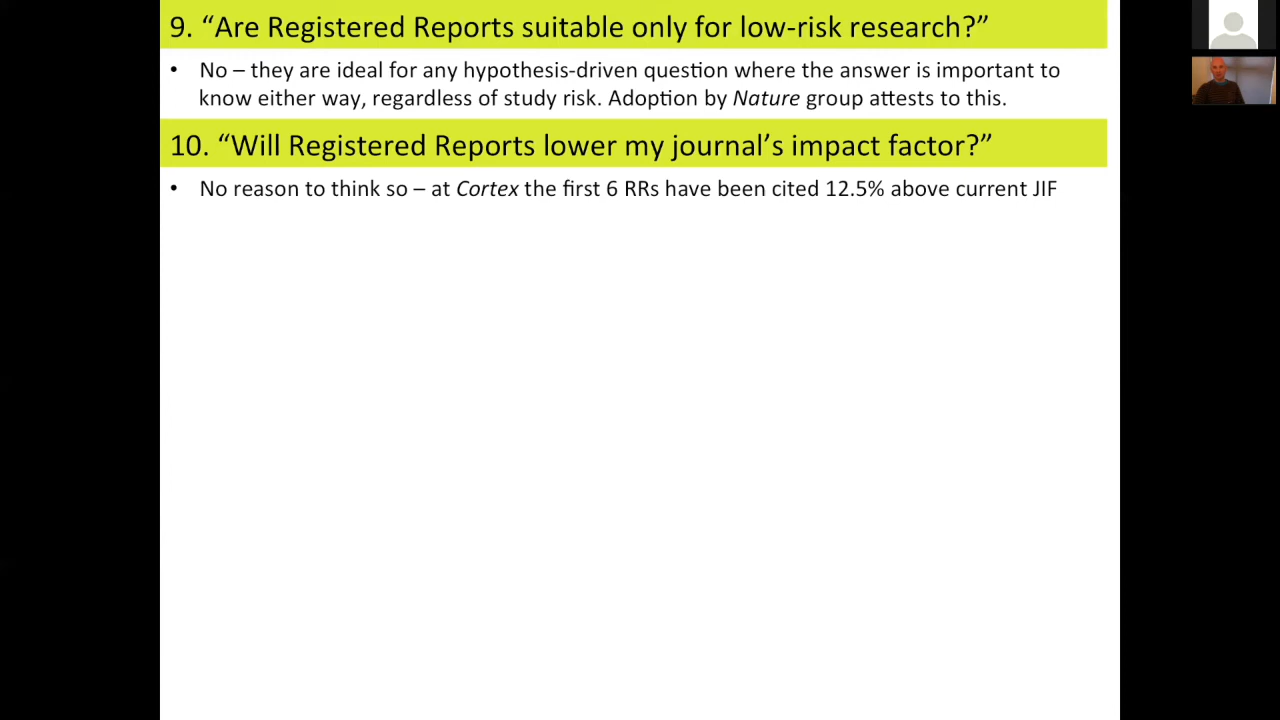 9. “Are Registered Reports suitable only for low-risk research?”
• No – they are ideal for any hypothesis-driven question where the answer is important to
know either way, regardless of study risk. Adoption by Nature group attests to this.
10. “Will Registered Reports lower my journal’s impact factor?”
• No reason to think so – at Cortex the first 6 RRs have been cited 12.5% above current JIF